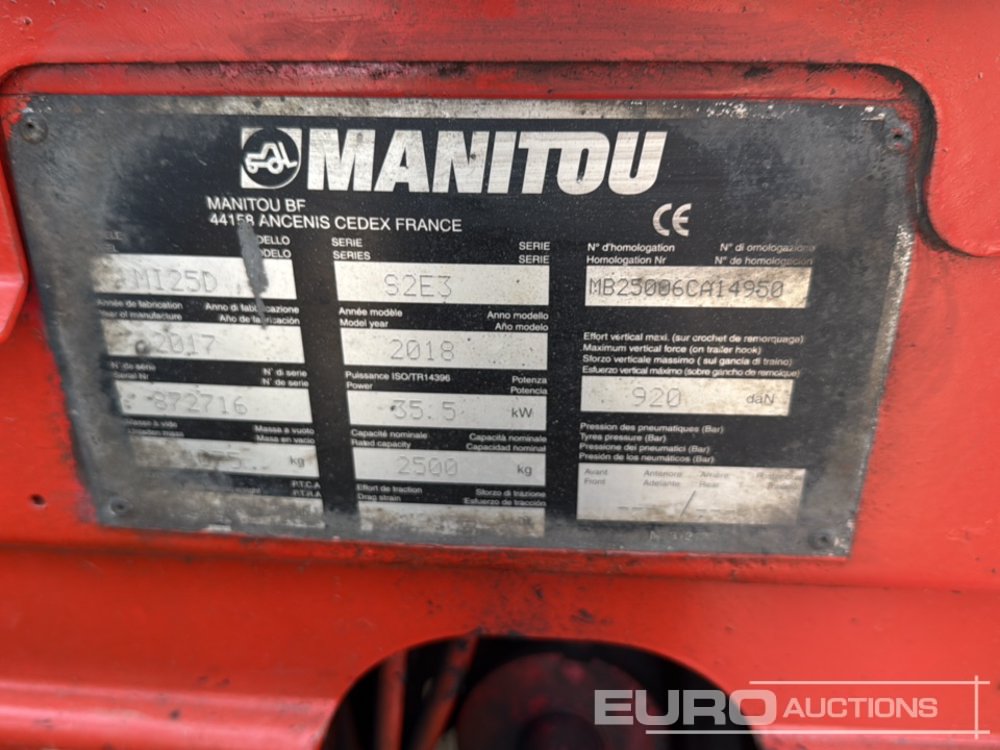 MANITOU
MANITOU BF
44158 ANCENIS CEDEX FRANCE
CE
MI25D
SERIE SERIE
SERIES SERIE
S2E3
N° d'homologation N° di omologazione
Homologation Nr N° de homologación
MB25006CA14950
Année de fabrication Anno di fabbricazione
Year of manufacture Año de fabricación
2017
Année modèle Anno modello
Model year Año modelo
2018
Effort vertical maxi. (sur crochet de remorquage)
Maximum vertical force (on trailer hook)
Sforzo verticale massimo ( sul gancia di traino)
Esfuerzo vertical máximo (sobre gancho de remolque)
920 daN
N° de série N° di serie
Serial Nr N° de serie
872716
Puissance ISO/TR14396 Potenza
Power Potencia
35.5 kW
Pression des pneumatiques (Bar)
Tyres pressure (Bar)
Pressione dei pneumatici (Bar)
Presión de los neumáticos (Bar)
Avant Anteriore Arrière
Front Adelante Rear
Masse à vide Massa a vuoto
Unladen mass Masa en vacio
kg
Capacité nominale Capacità nominale
Rated capacity Capacidad nominal
2500 kg
P.T.C.A
P.T.R.A
Effort de traction Sforzo di trazione
Drag strain Esfuerzo de tracción
EURO AUCTIONS